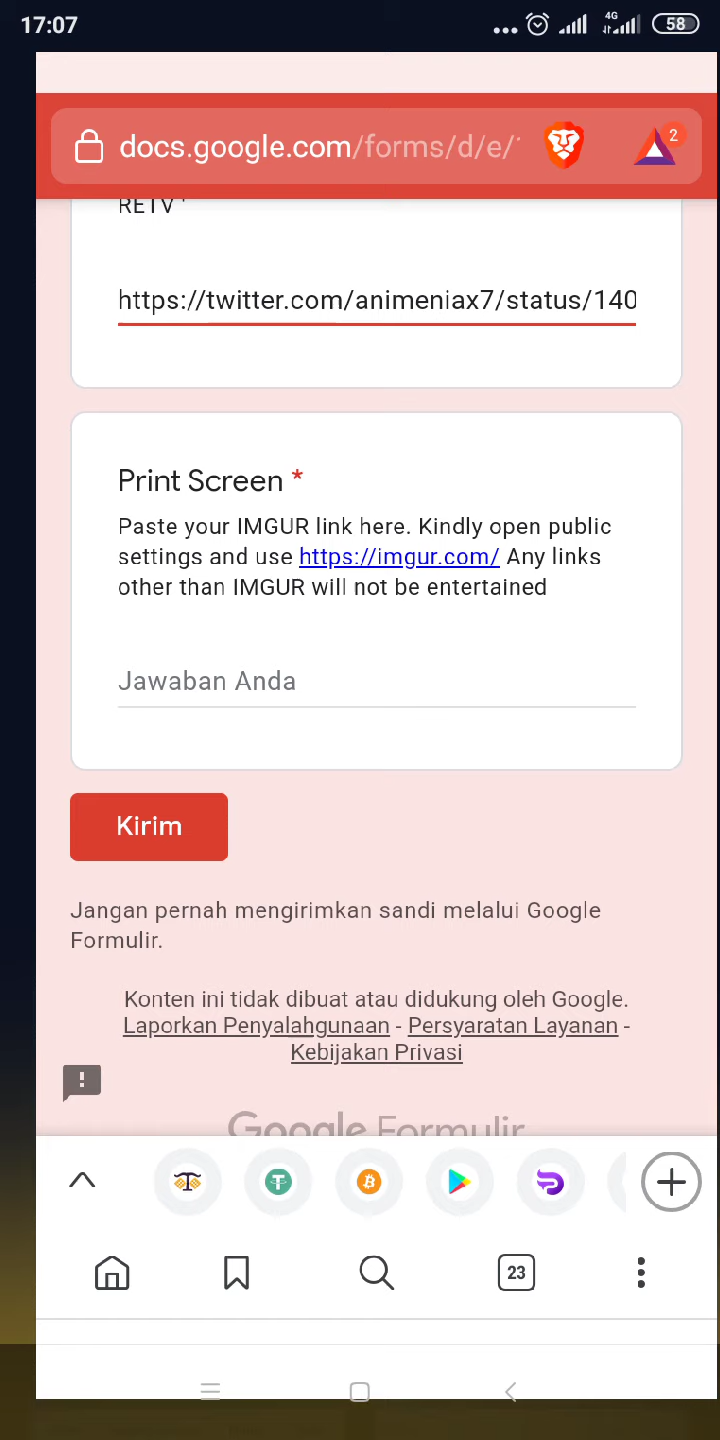 17:07
4G
58
docs.google.com/forms/d/e/
2
https://twitter.com/animeniax7/status/140
Print Screen *
Paste your IMGUR link here. Kindly open public
settings and use https://imgur.com/ Any links
other than IMGUR will not be entertained
Jawaban Anda
Kirim
Jangan pernah mengirimkan sandi melalui Google
Formulir.
Konten ini tidak dibuat atau didukung oleh Google.
Laporkan Penyalahgunaan - Persyaratan Layanan -
Kebijakan Privasi
Google Formulir
23